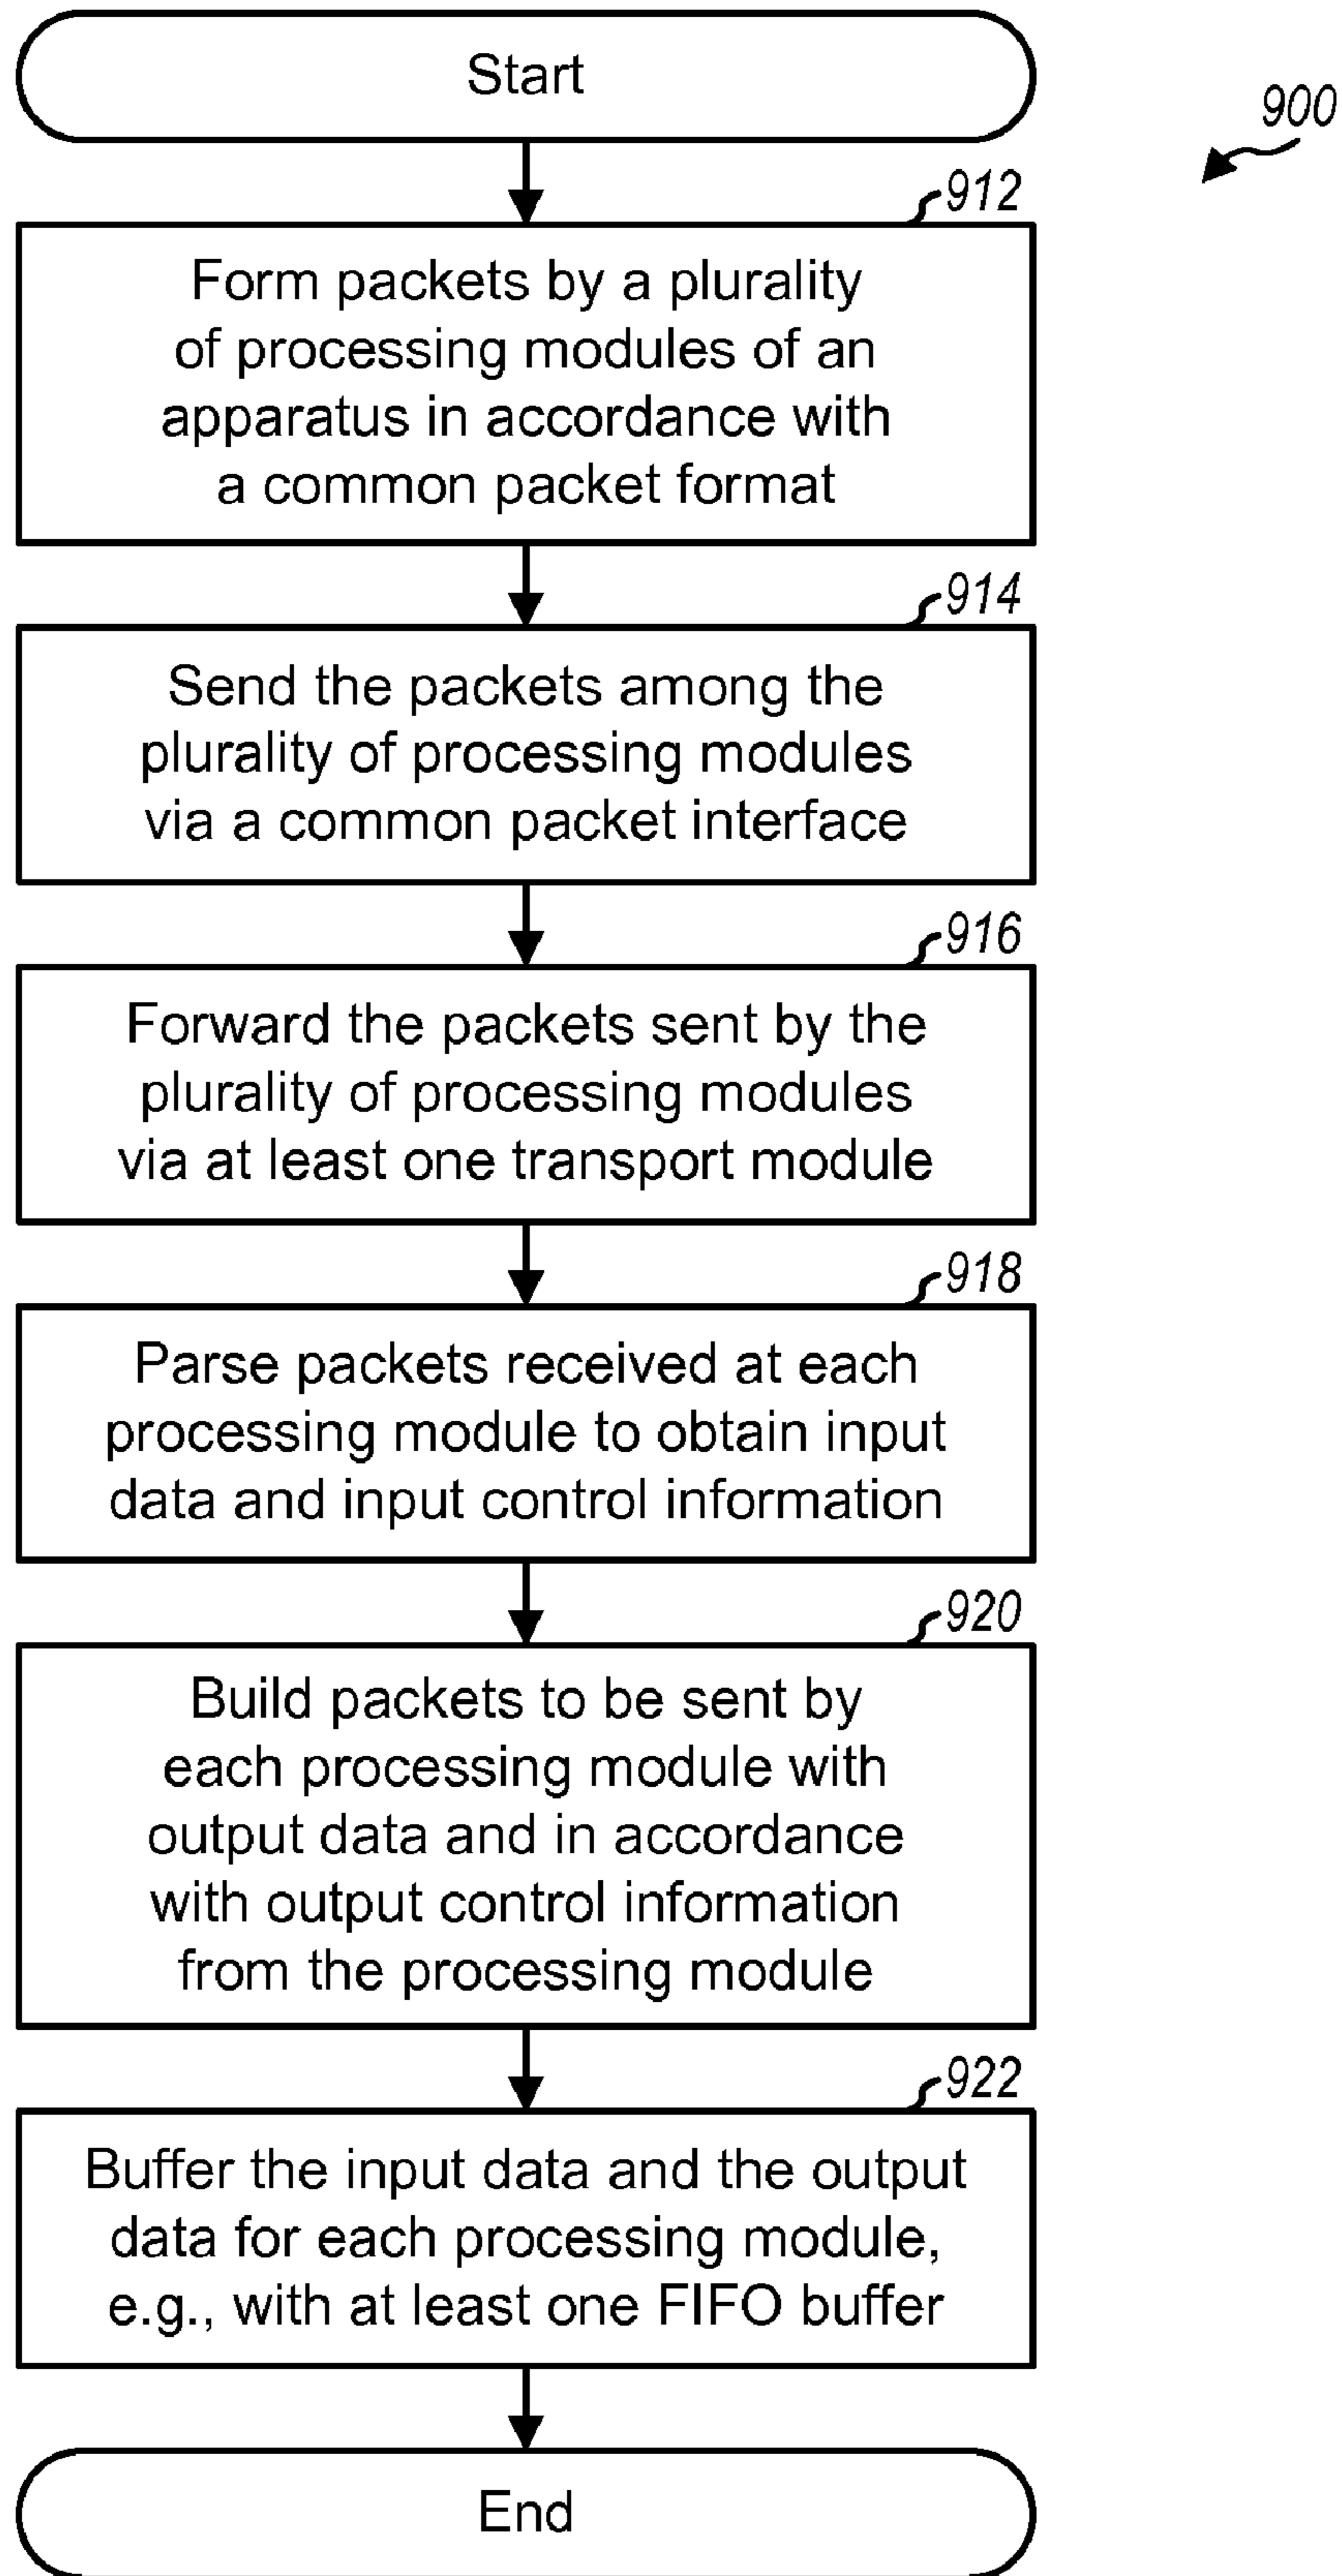 Start
900
912
Form packets by a plurality
of processing modules of an
apparatus in accordance with
a common packet format
914
Send the packets among the
plurality of processing modules
via a common packet interface
916
Forward the packets sent by the
plurality of processing modules
via at least one transport module
918
Parse packets received at each
processing module to obtain input
data and input control information
920
Build packets to be sent by
each processing module with
output data and in accordance
with output control information
from the processing module
922
Buffer the input data and the output
data for each processing module,
e.g., with at least one FIFO buffer
End